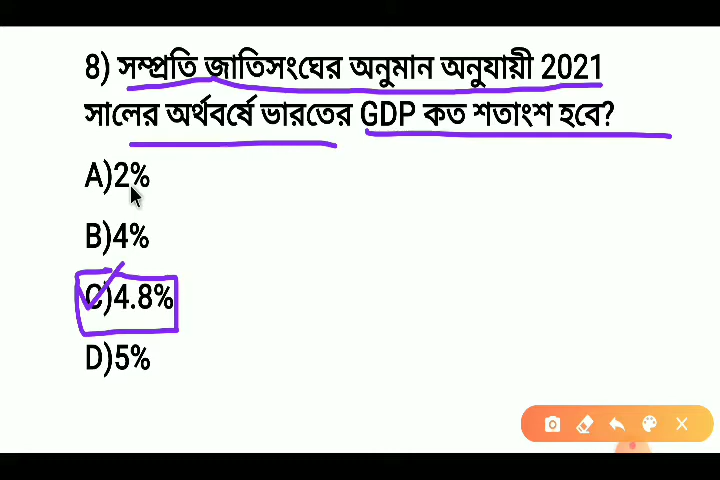 8) সম্প্রতি জাতিসংঘের অনুমান অনুযায়ী 2021
সালের অর্থবর্ষে ভারতের GDP কত শতাংশ হবে?
A)2%
B)4%
C)4.8%
D)5%